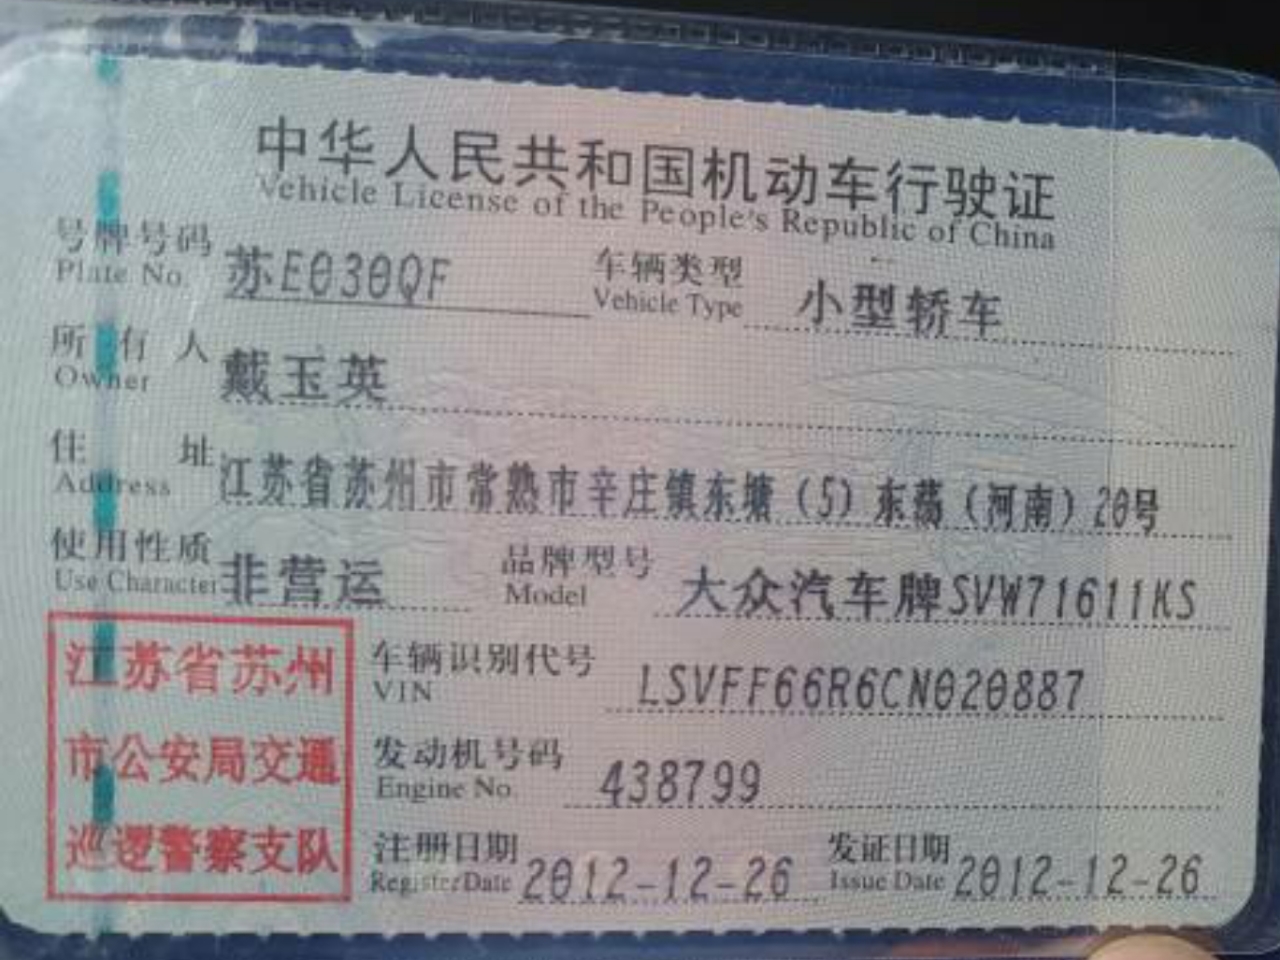 中华人民共和国机动车行驶证
Vehicle License of the People's Republic of China
号牌号码 苏E030QF 车辆类型 小型轿车
Plate No. Vehicle Type
所有人 戴玉英
Owner
住址 江苏省苏州市常熟市辛庄镇东塘(5)东荡(河南)20号
Address
使用性质 非营运 品牌型号 大众汽车牌SVW71611KS
Use Character Model
江苏省苏州
市公安局交通
巡逻警察支队
车辆识别代号 LSVFF66R6CN020887
VIN
发动机号码 438799
Engine No.
注册日期 2012-12-26 发证日期 2012-12-26
Register Date Issue Date